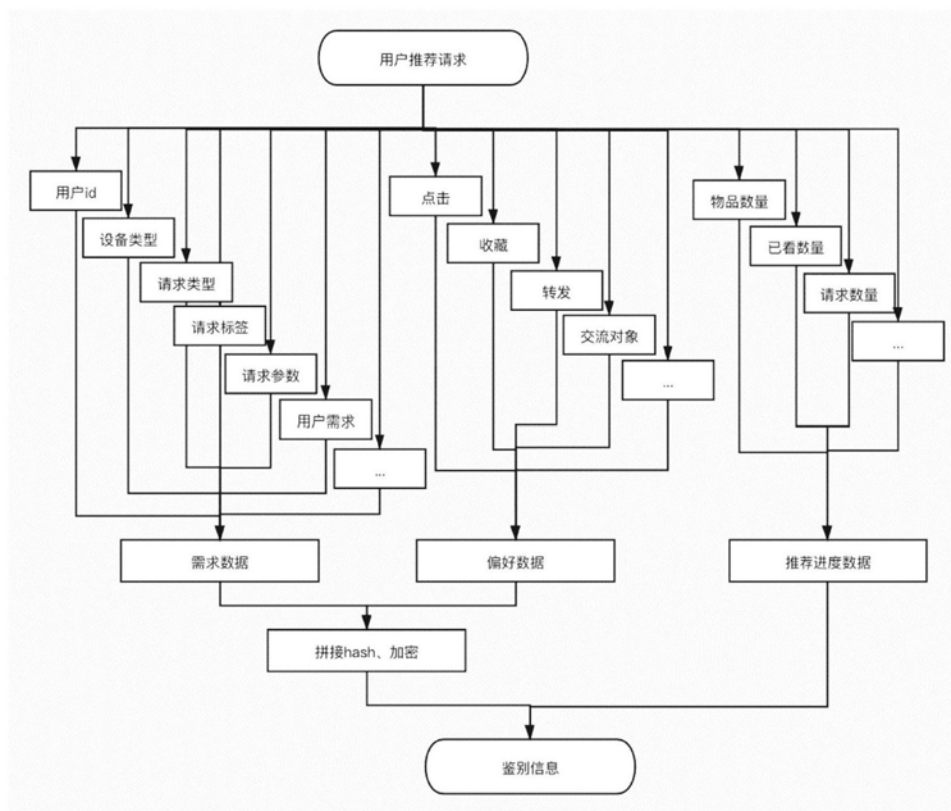 用户推荐请求
用户id
设备类型
请求类型
请求标签
请求参数
用户需求
...
点击
收藏
转发
交流对象
...
物品数量
已看数量
请求数量
...
需求数据
偏好数据
推荐进度数据
拼接hash、加密
鉴别信息